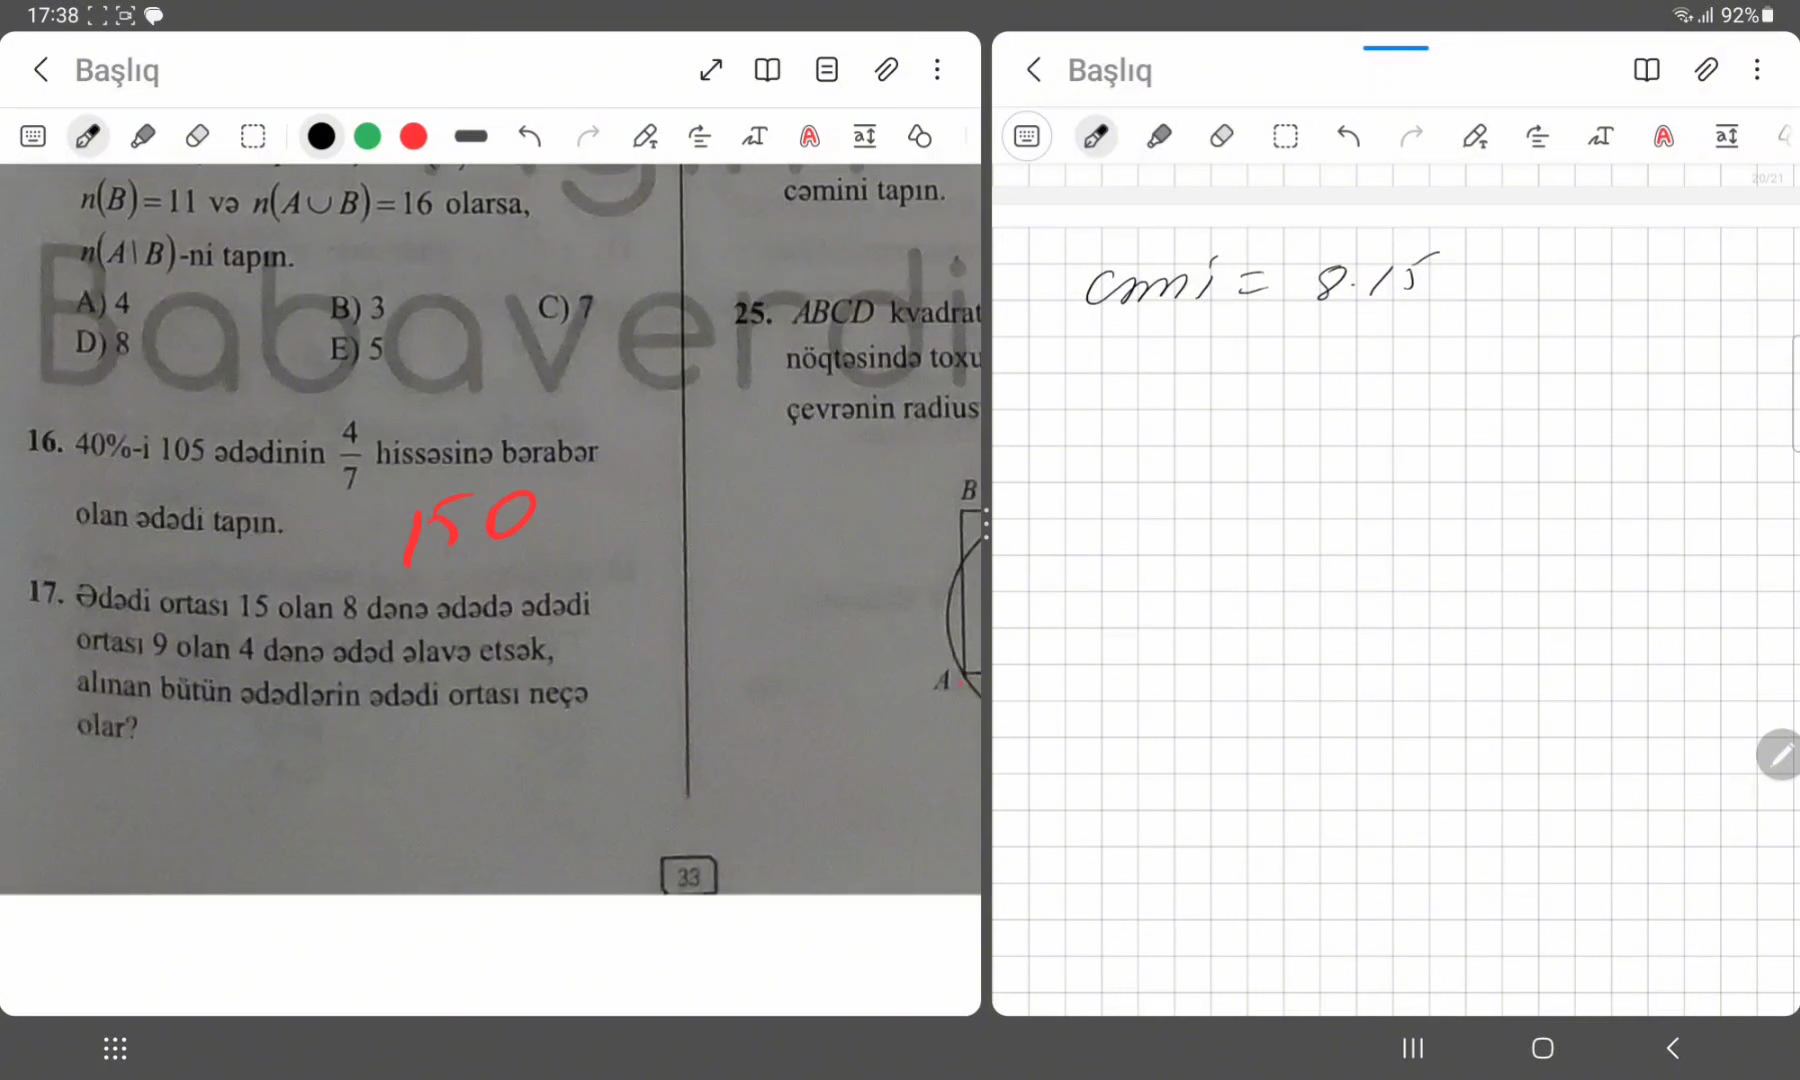 17:38
92%
Başlıq
Başlıq
20/21
n(B)=11 və n(A∪B)=16 olarsa,
n(A\B)-ni tapın.
A) 4 B) 3 C) 7
D) 8 E) 5
Babaverdi
16. 40%-i 105 ədədinin 4/7 hissəsinə bərabər
olan ədədi tapın.
150
17. Ədədi ortası 15 olan 8 dənə ədədə ədədi
ortası 9 olan 4 dənə ədəd əlavə etsək,
alınan bütün ədədlərin ədədi ortası neçə
olar?
33
cəmini tapın.
25. ABCD kvadrat
nöqtəsində toxu
çevrənin radius
B
A
cəmi = 8·15